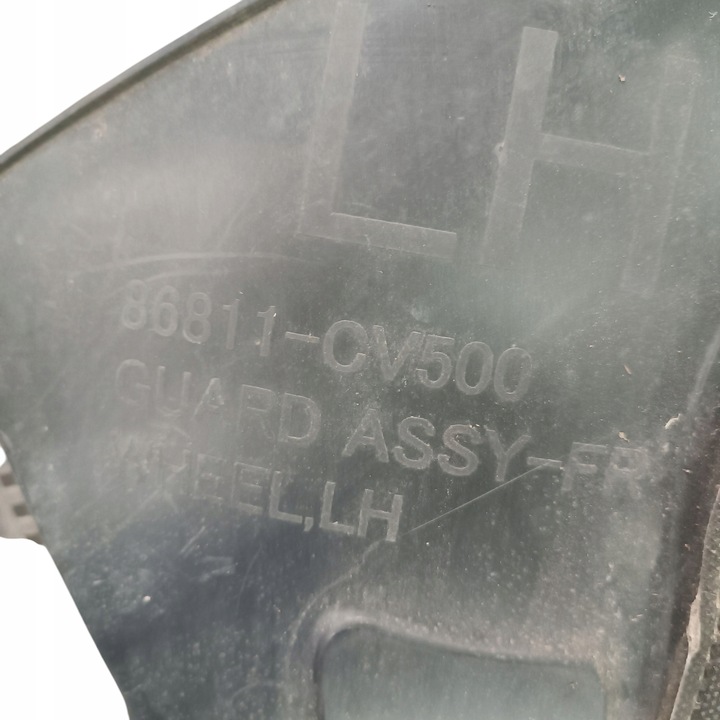 LH
86811-CV500
GUARD ASSY-FR
WHEEL,LH